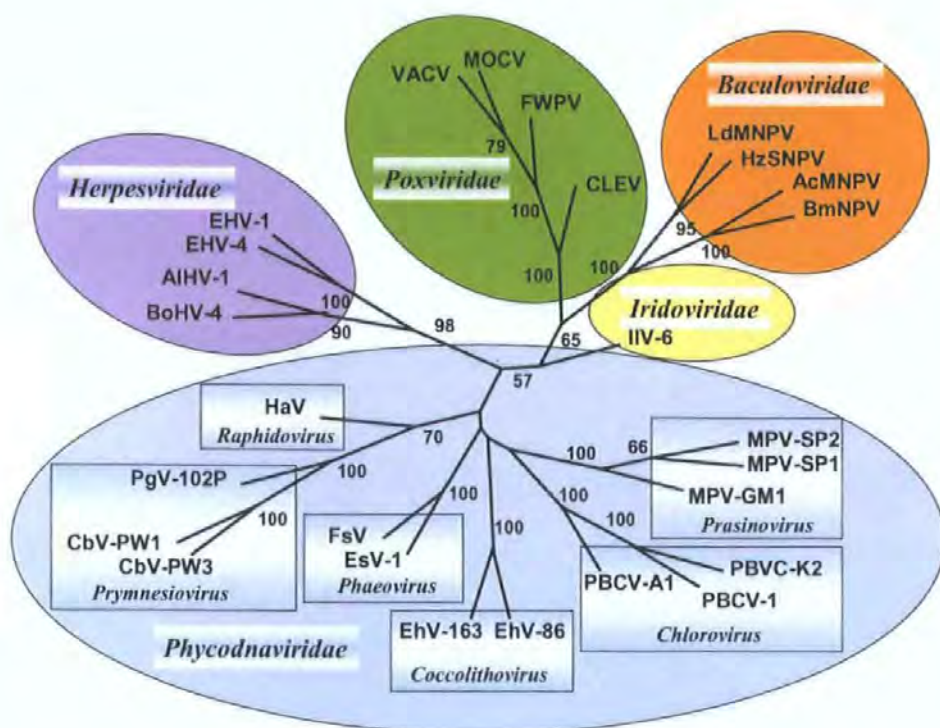 MOCV
VACV
FWPV
79
Poxviridae
CLEV
100
100
Baculoviridae
LdMNPV
HzSNPV
AcMNPV
BmNPV
95
100
100
Herpesviridae
EHV-1
EHV-4
AlHV-1
BoHV-4
100
90
98
Iridoviridae
IIV-6
65
57
HaV
Raphidovirus
70
PgV-102P
100
100
CbV-PW1
CbV-PW3
Prymnesiovirus
100
FsV
EsV-1
Phaeovirus
100
EhV-163 EhV-86
Coccolithovirus
100
66
MPV-SP2
MPV-SP1
MPV-GM1
Prasinovirus
100
100
PBCV-A1
PBVC-K2
PBCV-1
Chlorovirus
Phycodnaviridae